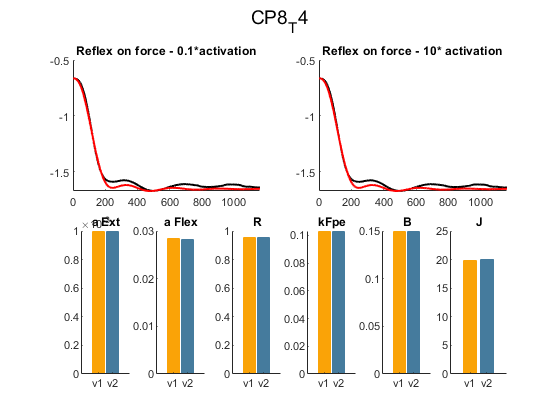 CP8_T4
Reflex on force - 0.1*activation
Reflex on force - 10* activation
-0.5
-1
-1.5
0 200 400 600 800 1000
-0.5
-1
-1.5
0 200 400 600 800 1000
a Ext
a Flex
R
kFpe
B
J
1
0.8
0.6
0.4
0.2
0
v1 v2
0.03
0.02
0.01
0
v1 v2
1
0.8
0.6
0.4
0.2
0
v1 v2
0.1
0.08
0.06
0.04
0.02
0
v1 v2
0.15
0.1
0.05
0
v1 v2
25
20
15
10
5
0
v1 v2